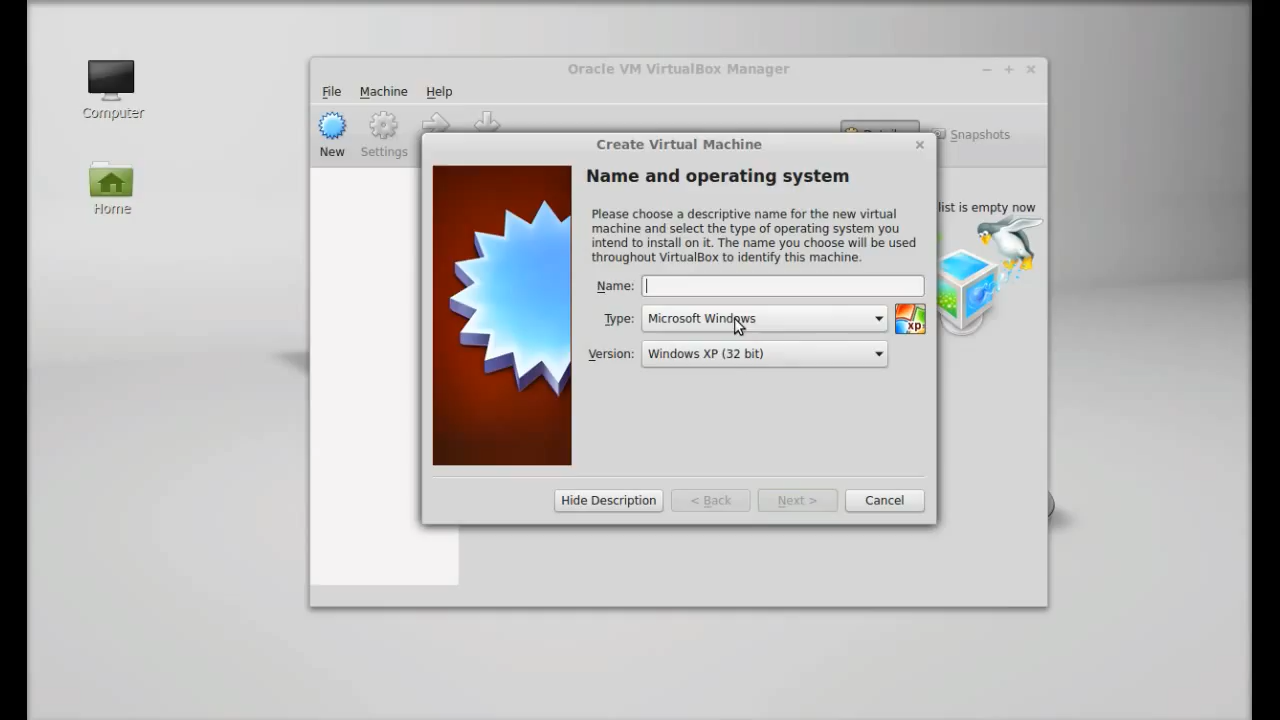 Computer
Home
Oracle VM VirtualBox Manager
File Machine Help
New Settings
Snapshots
list is empty now
Create Virtual Machine
Name and operating system
Please choose a descriptive name for the new virtual
machine and select the type of operating system you
intend to install on it. The name you choose will be used
throughout VirtualBox to identify this machine.
Name:
Type: Microsoft Windows
xp
Version: Windows XP (32 bit)
Hide Description < Back Next > Cancel